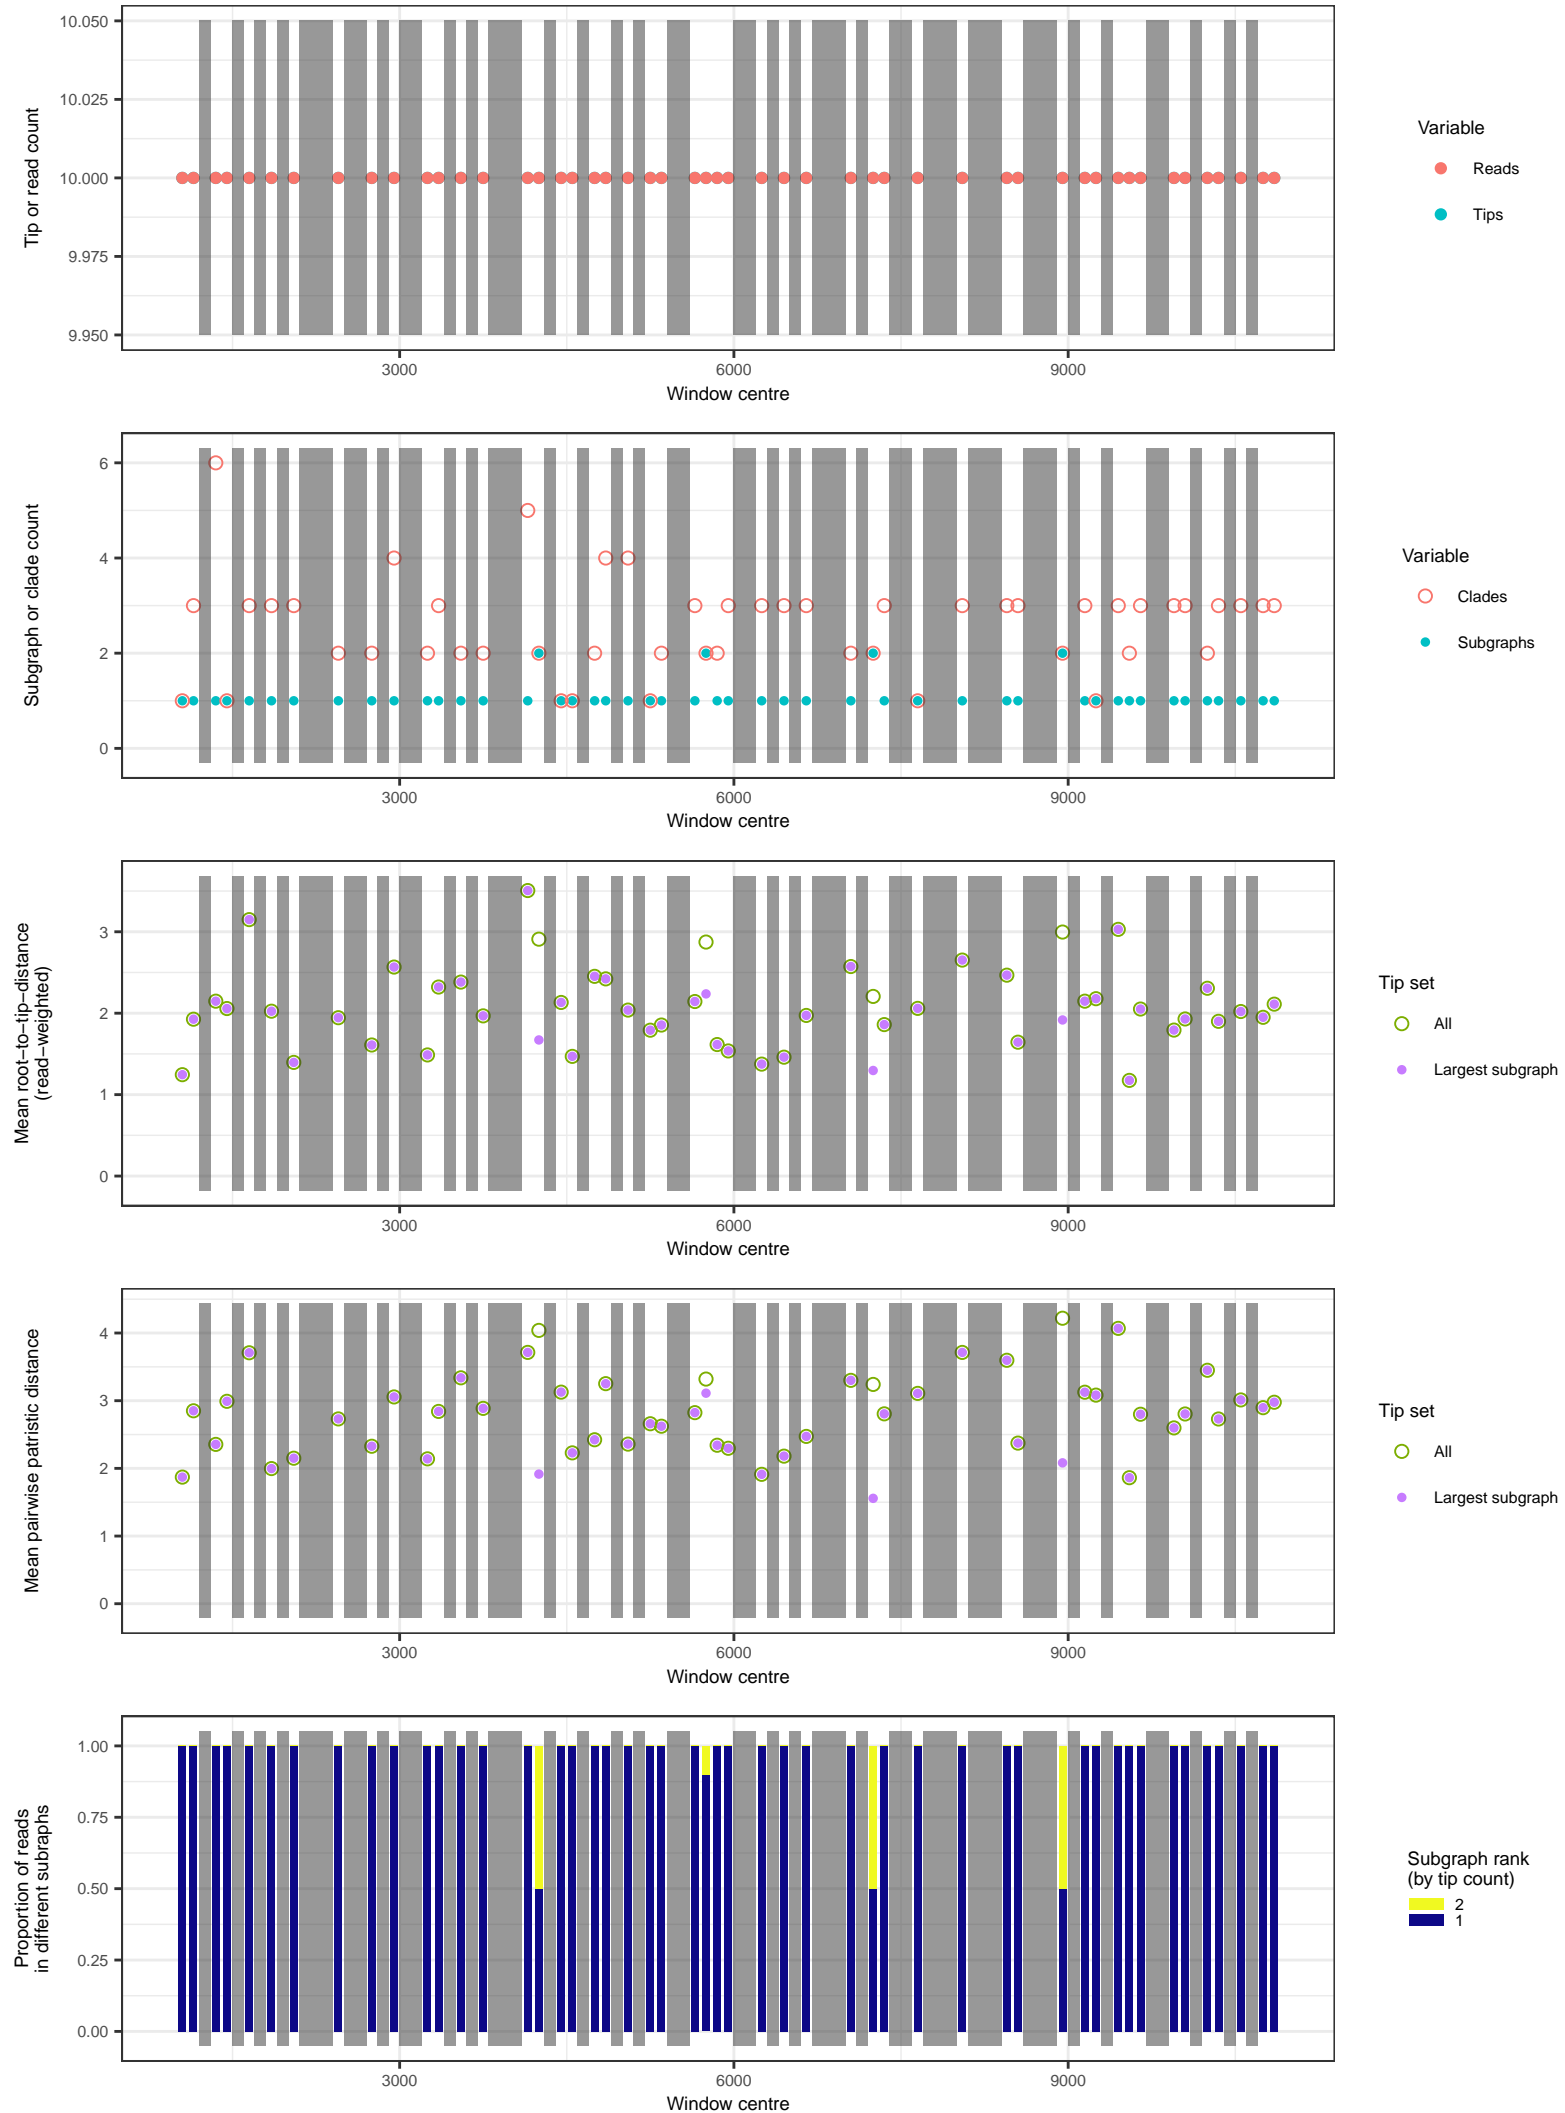 Tip or read count
10.050
10.025
10.000
9.975
9.950
3000
6000
9000
Window centre
Variable
Reads
Tips
Subgraph or clade count
6
4
2
0
3000
6000
9000
Window centre
Variable
Clades
Subgraphs
Mean root−to−tip−distance
(read−weighted)
3
2
1
0
3000
6000
9000
Window centre
Tip set
All
Largest subgraph
Mean pairwise patristic distance
4
3
2
1
0
3000
6000
9000
Window centre
Tip set
All
Largest subgraph
Proportion of reads
in different subraphs
1.00
0.75
0.50
0.25
0.00
3000
6000
9000
Window centre
Subgraph rank
(by tip count)
2
1